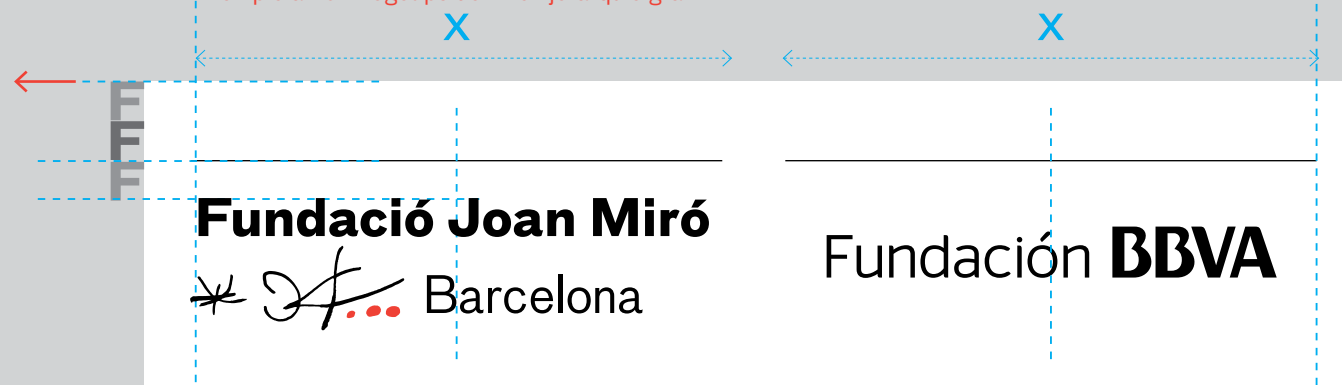 X X
F
F
F
Fundació Joan Miró
Barcelona
Fundación BBVA